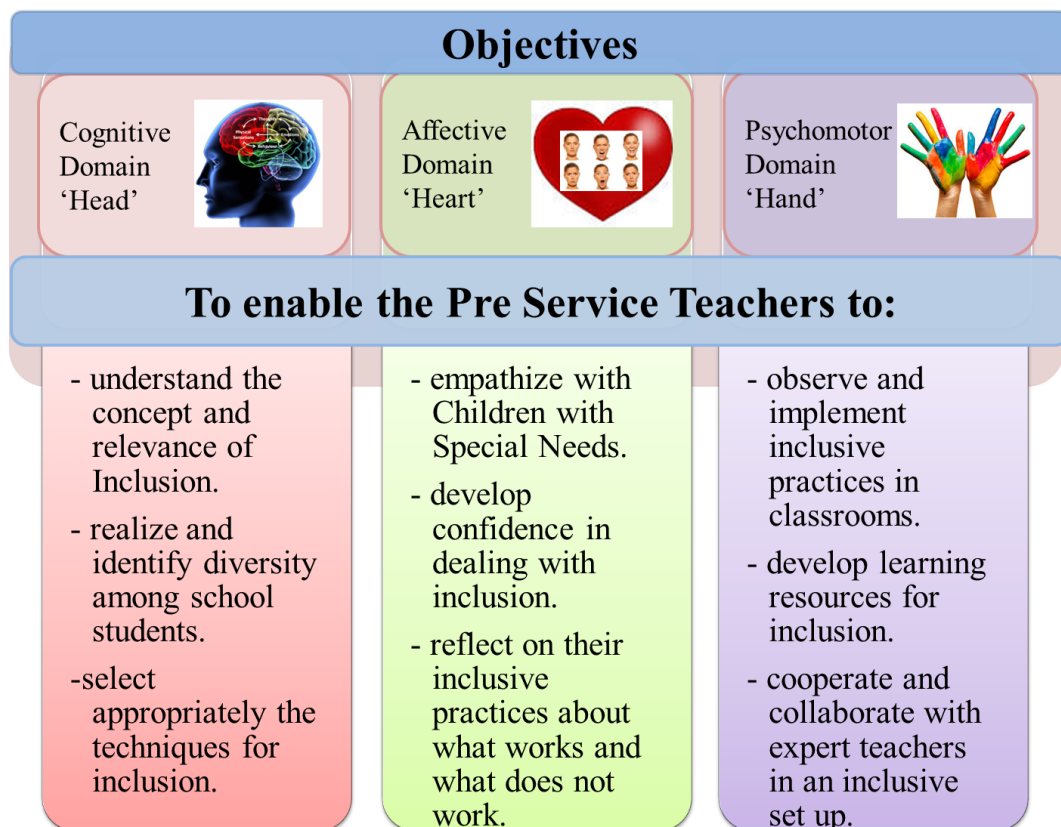 Objectives
Cognitive
Domain
‘Head’
Affective
Domain
‘Heart’
Psychomotor
Domain
‘Hand’
To enable the Pre Service Teachers to:
- understand the
concept and
relevance of
Inclusion.
- realize and
identify diversity
among school
students.
-select
appropriately the
techniques for
inclusion.
- empathize with
Children with
Special Needs.
- develop
confidence in
dealing with
inclusion.
- reflect on their
inclusive
practices about
what works and
what does not
work.
- observe and
implement
inclusive
practices in
classrooms.
- develop learning
resources for
inclusion.
- cooperate and
collaborate with
expert teachers
in an inclusive
set up.